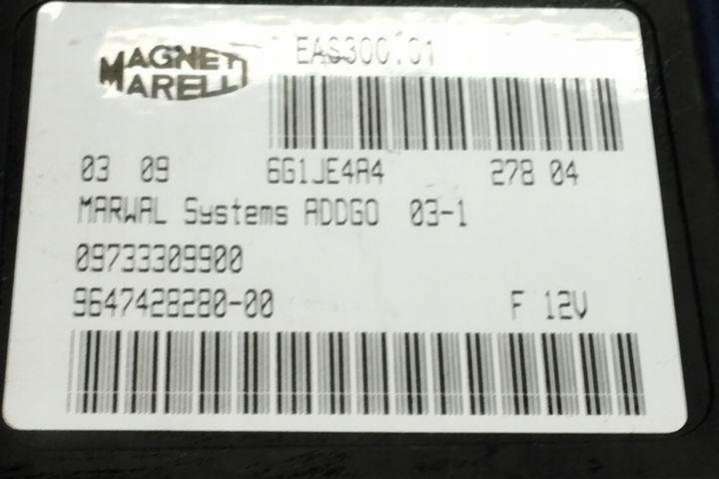 MAGNETI MARELLI
EAS300.01
03 09 6G1JE4A4 278 04
MARWAL Systems ADDGO 03-1
09733309900
9647428280-00 F 12V